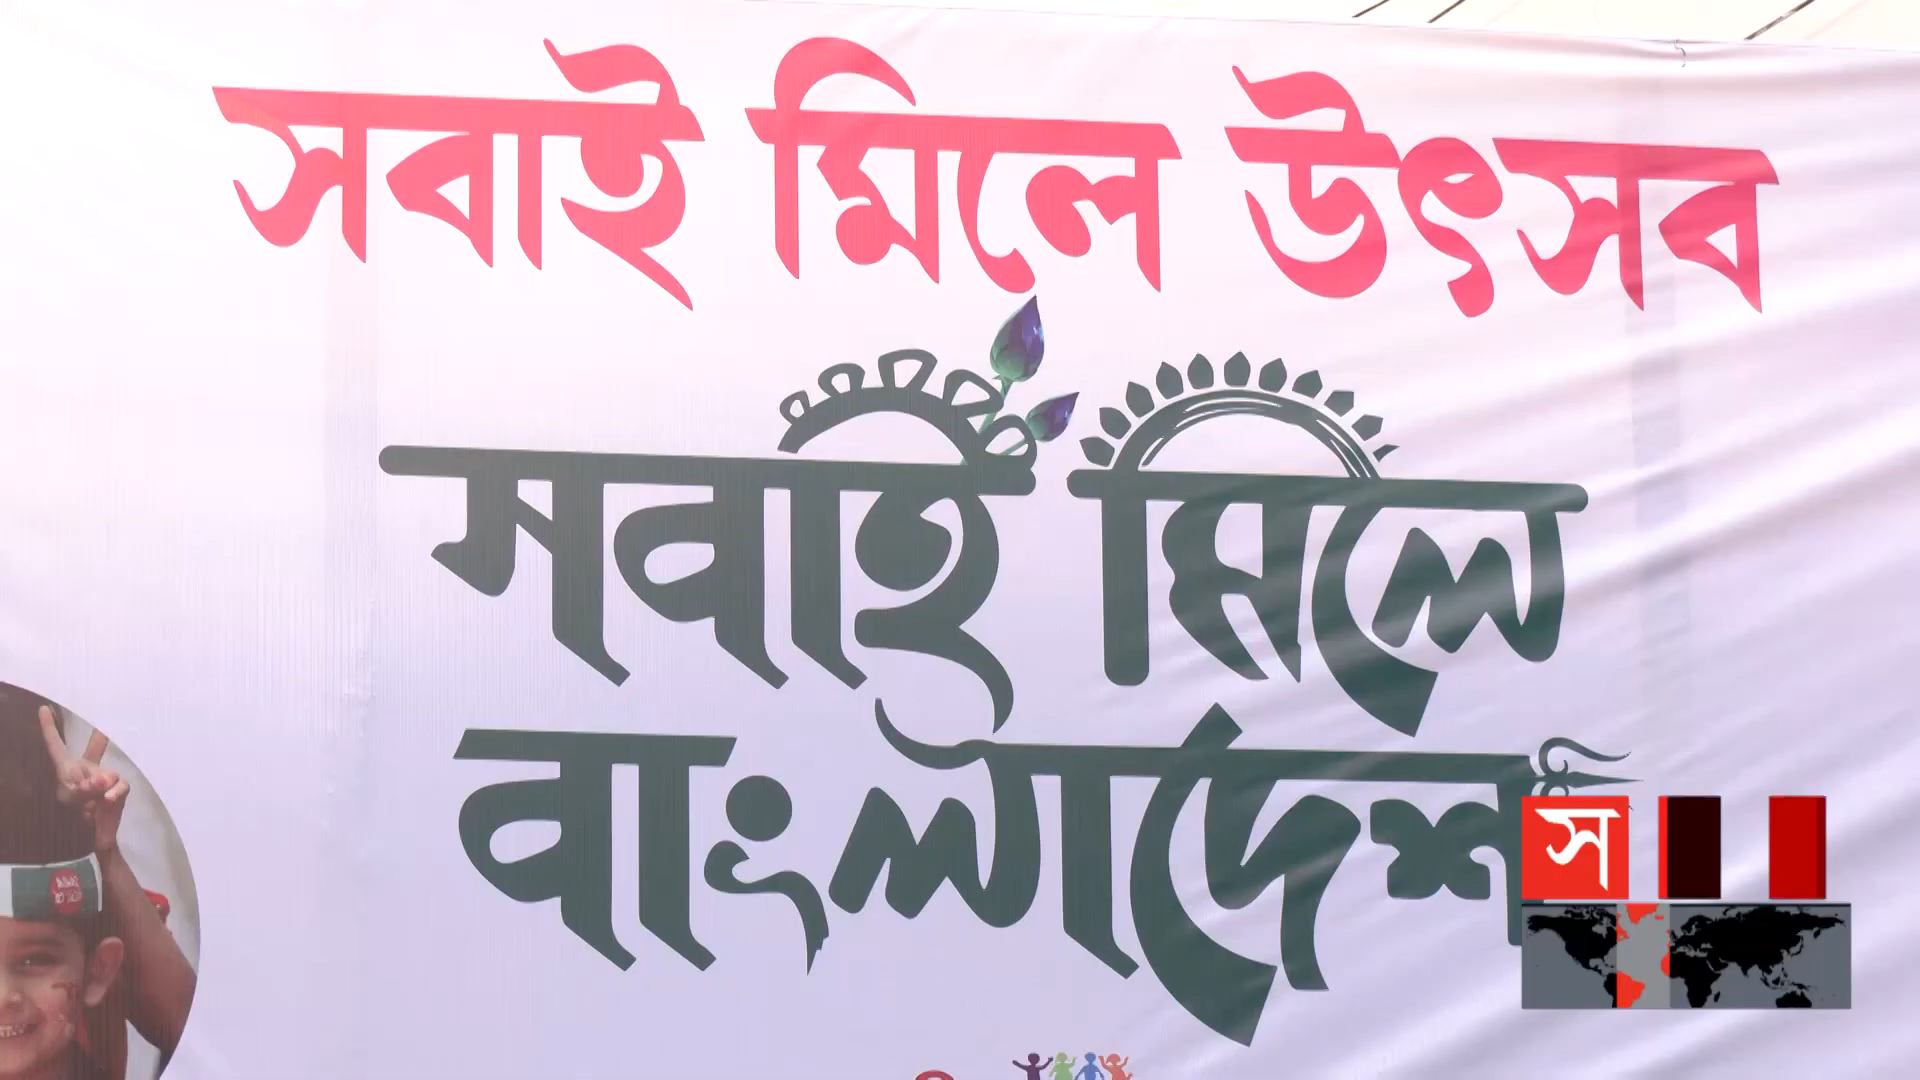 সবাই মিলে উৎসব
সবাই মিলে
বাংলাদেশ
স